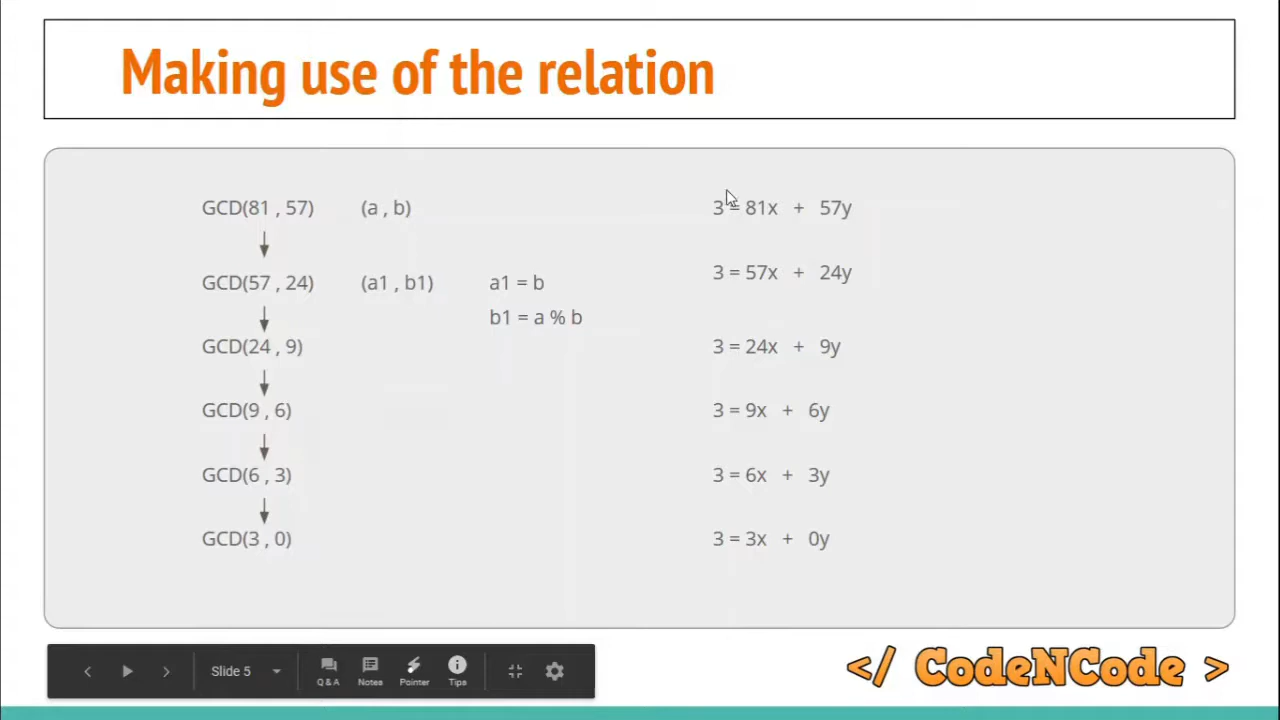 Making use of the relation
GCD(81 , 57) (a , b) 3 = 81x + 57y
GCD(57 , 24) (a1 , b1) a1 = b 3 = 57x + 24y
b1 = a % b
GCD(24 , 9) 3 = 24x + 9y
GCD(9 , 6) 3 = 9x + 6y
GCD(6 , 3) 3 = 6x + 3y
GCD(3 , 0) 3 = 3x + 0y
Slide 5 Q & A Notes Pointer Tips
</ CodeNCode >